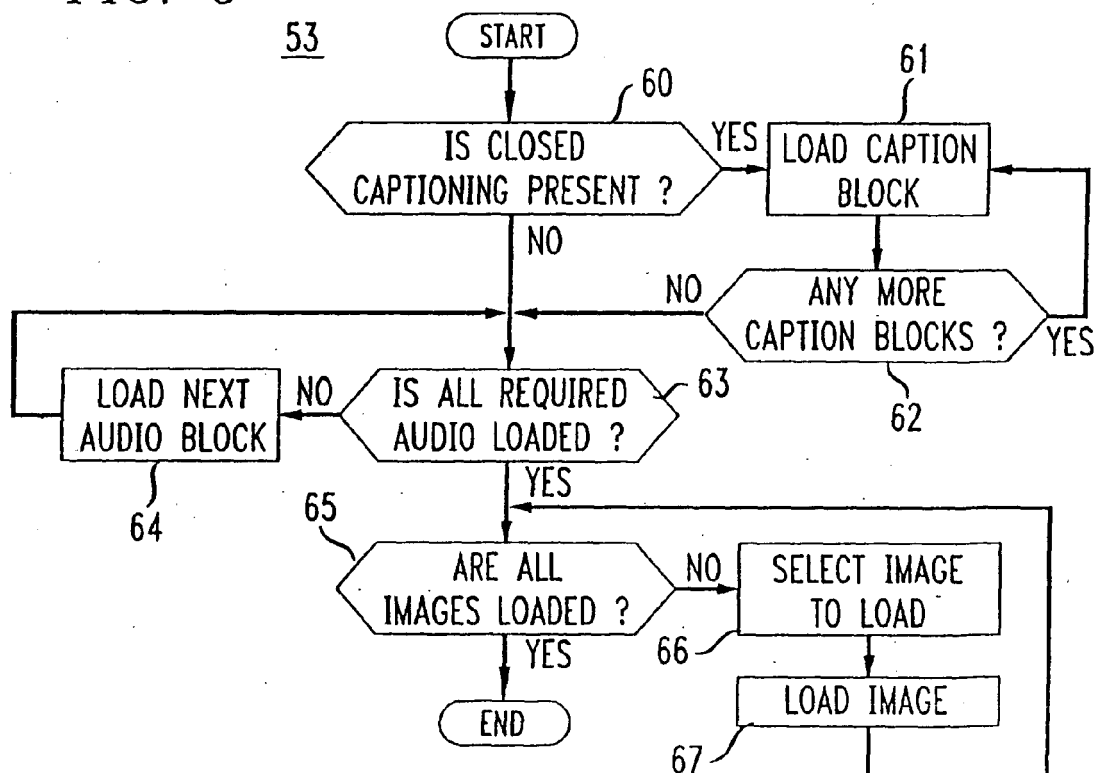 53
START
60
IS CLOSED
CAPTIONING PRESENT ?
YES
NO
61
LOAD CAPTION
BLOCK
ANY MORE
CAPTION BLOCKS ?
NO
YES
62
63
IS ALL REQUIRED
AUDIO LOADED ?
NO
YES
LOAD NEXT
AUDIO BLOCK
64
65
ARE ALL
IMAGES LOADED ?
NO
YES
SELECT IMAGE
TO LOAD
66
LOAD IMAGE
67
END